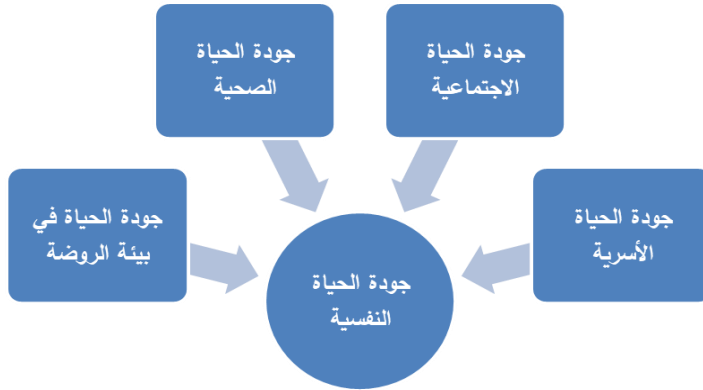 جودة الحياة
الاجتماعية
جودة الحياة
الصحية
جودة الحياة
الأسرية
جودة الحياة في
بيئة الروضة
جودة الحياة
النفسية